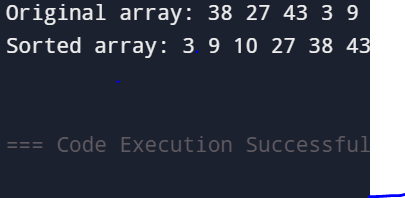 Original array: 38 27 43 3 9
Sorted array: 3 9 10 27 38 43
=== Code Execution Successful